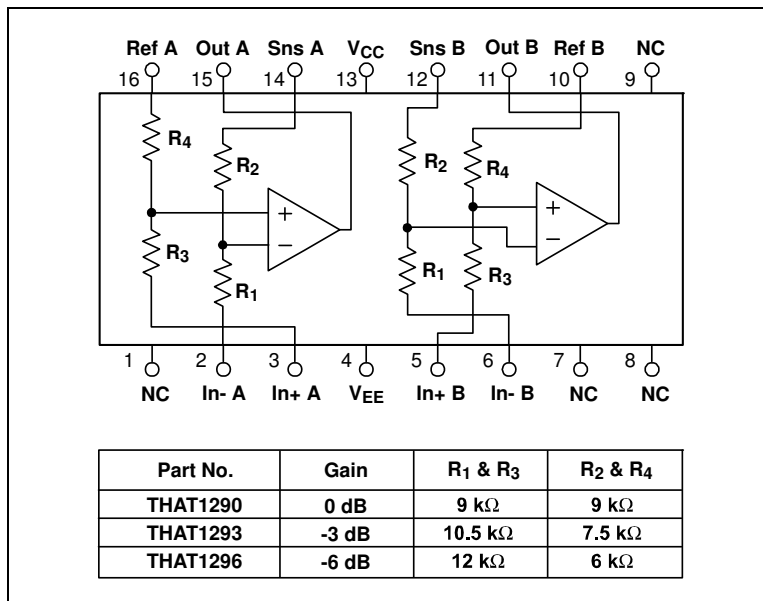 Ref A Out A Sns A VCC Sns B Out B Ref B NC
16 15 14 13 12 11 10 9
R4
R2 R2 R4
+ +
− −
R3 R1 R1 R3
1 2 3 4 5 6 7 8
NC In- A In+ A VEE In+ B In- B NC NC
Part No. Gain R1 & R3 R2 & R4
THAT1290 0 dB 9 kΩ 9 kΩ
THAT1293 -3 dB 10.5 kΩ 7.5 kΩ
THAT1296 -6 dB 12 kΩ 6 kΩ